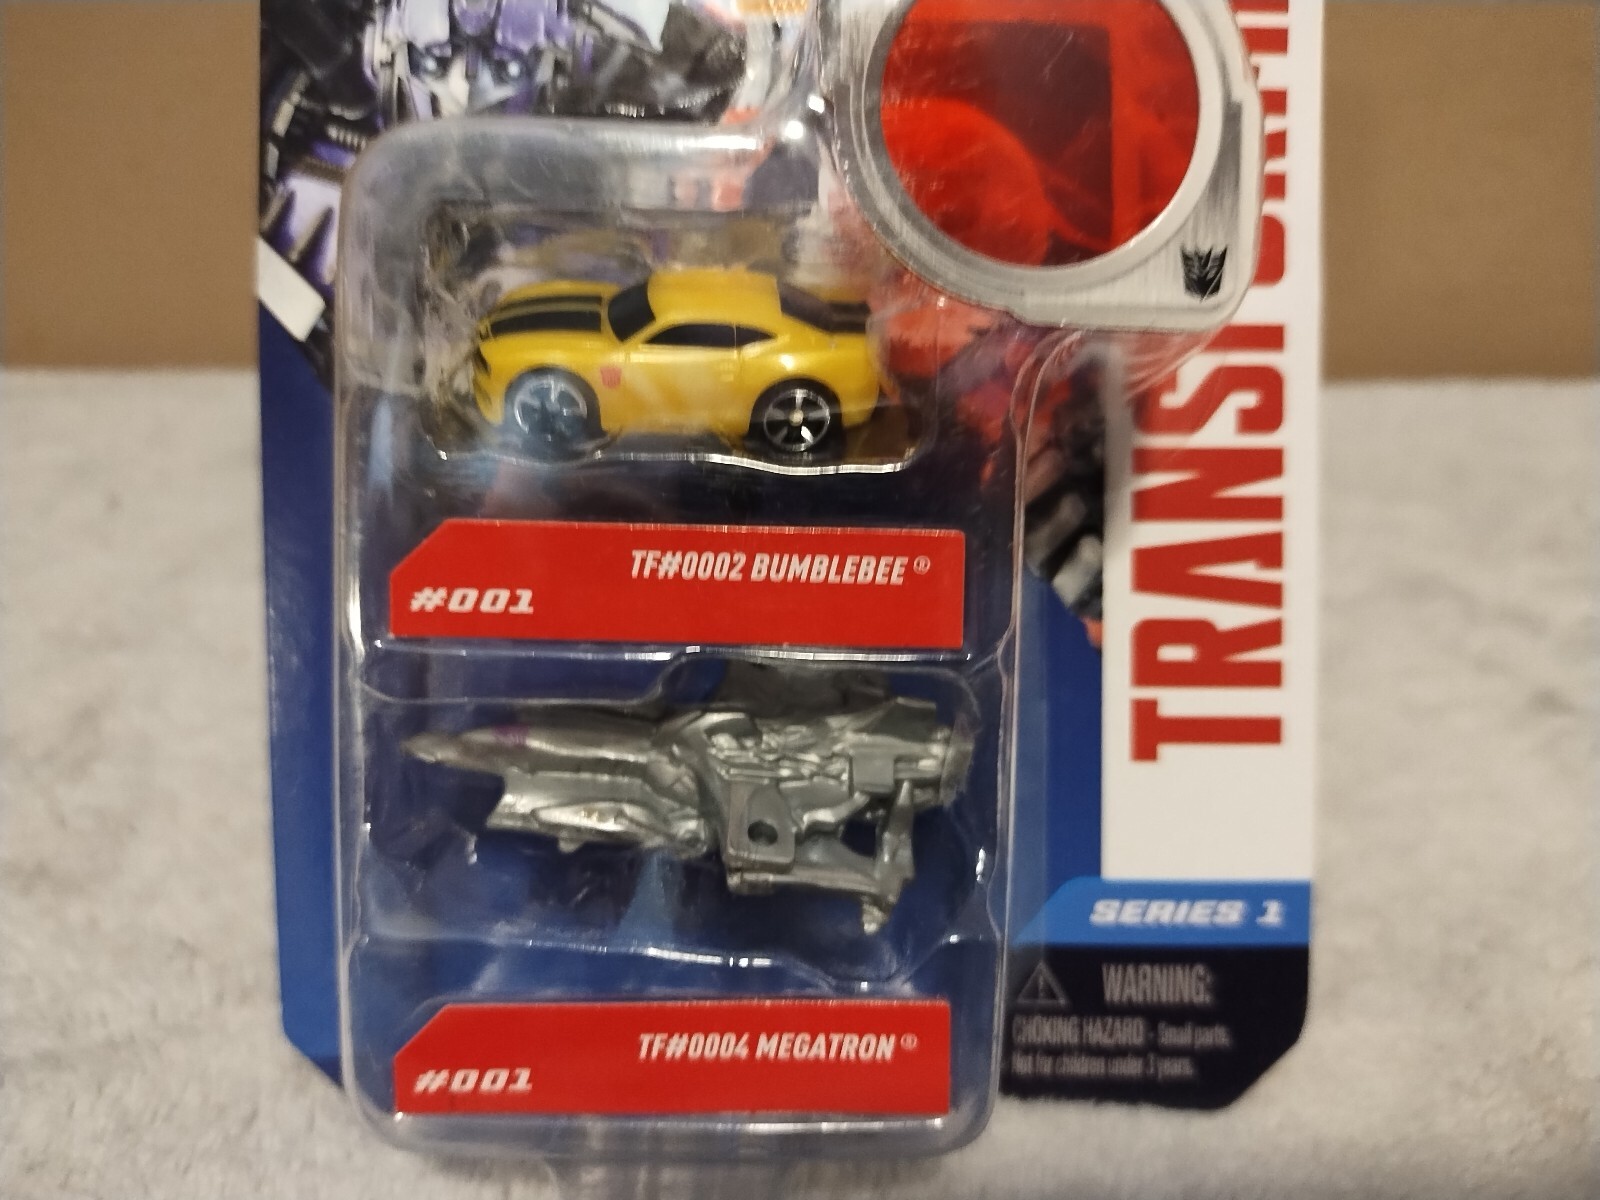 TF#0002 BUMBLEBEE ®
#001
TF#0004 MEGATRON ®
#001
SERIES 1
WARNING:
CHOKING HAZARD - Small parts.
Not for children under 3 years.